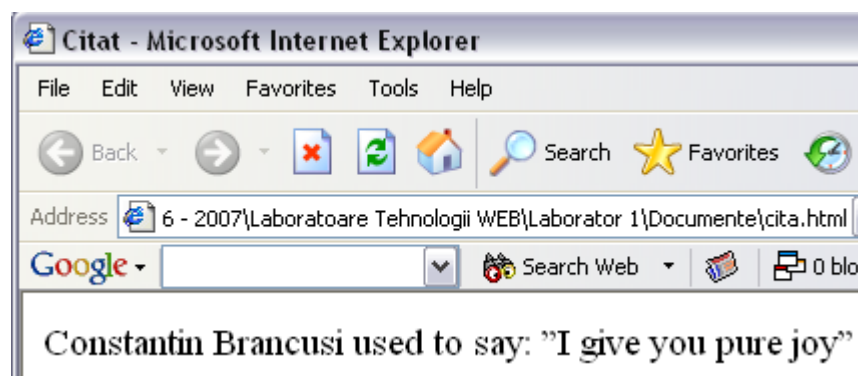 Citat - Microsoft Internet Explorer
File Edit View Favorites Tools Help
Back Search Favorites
Address 6 - 2007\Laboratoare Tehnologii WEB\Laborator 1\Documente\cita.html
Google Search Web 0 blo
Constantin Brancusi used to say: ”I give you pure joy”